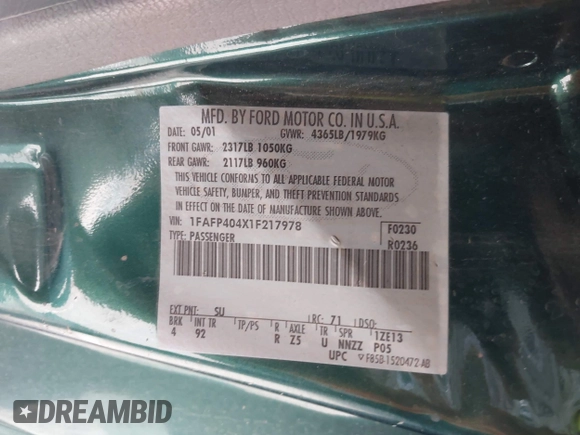 MFD. BY FORD MOTOR CO. IN U.S.A.
DATE: 05/01 GVWR: 4365LB/1979KG
FRONT GAWR: 2317LB 1050KG
REAR GAWR: 2117LB 960KG
THIS VEHICLE CONFORMS TO ALL APPLICABLE FEDERAL MOTOR
VEHICLE SAFETY, BUMPER, AND THEFT PREVENTION STANDARDS
IN EFFECT ON THE DATE OF MANUFACTURE SHOWN ABOVE.
VIN: 1FAFP404X1F217978 F0230
TYPE: PASSENGER R0236
EXT PNT: SU RC: 71 DSO:
BRK INT TR TP/PS R AXLE TR SPR 1ZE13
4 92 R Z5 U NNZZ P05
UPC F85B-1520472-AB
DREAMBID